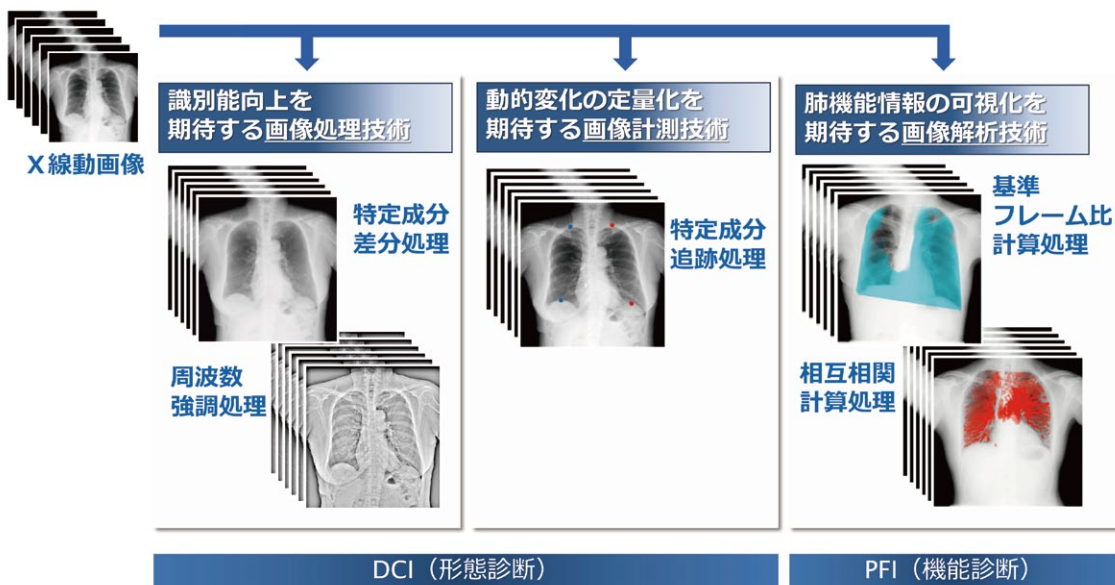 X線動画像
識別能向上を
期待する画像処理技術
特定成分
差分処理
周波数
強調処理
動的変化の定量化を
期待する画像計測技術
特定成分
追跡処理
肺機能情報の可視化を
期待する画像解析技術
基準
フレーム比
計算処理
相互相関
計算処理
DCI（形態診断）
PFI（機能診断）